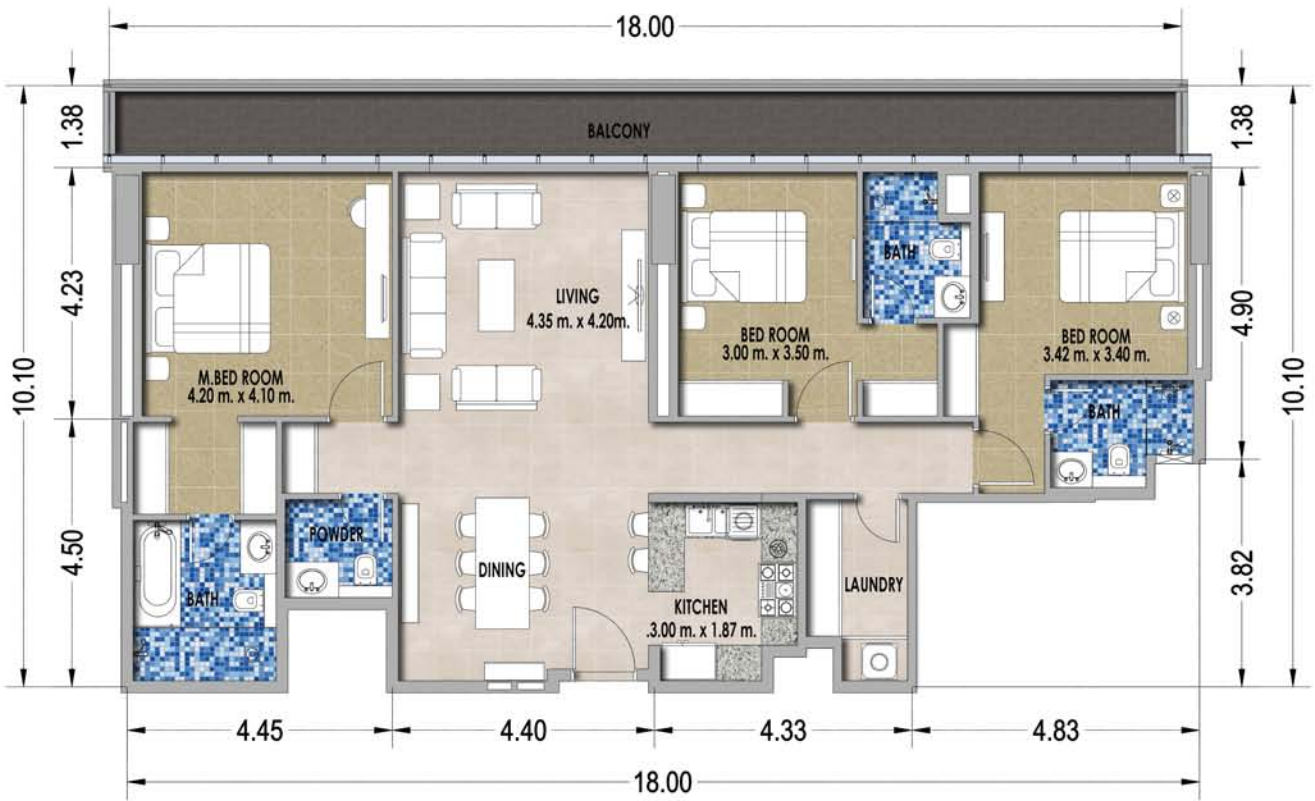 18.00
1.38
1.38
BALCONY
10.10
4.23
4.90
10.10
LIVING
4.35 m. x 4.20m.
BATH
BED ROOM
3.00 m. x 3.50 m.
BED ROOM
3.42 m. x 3.40 m.
M.BED ROOM
4.20 m. x 4.10 m.
BATH
4.50
3.82
POWDER
DINING
LAUNDRY
BATH
KITCHEN
.3.00 m. x 1.87 m.
4.45
4.40
4.33
4.83
18.00